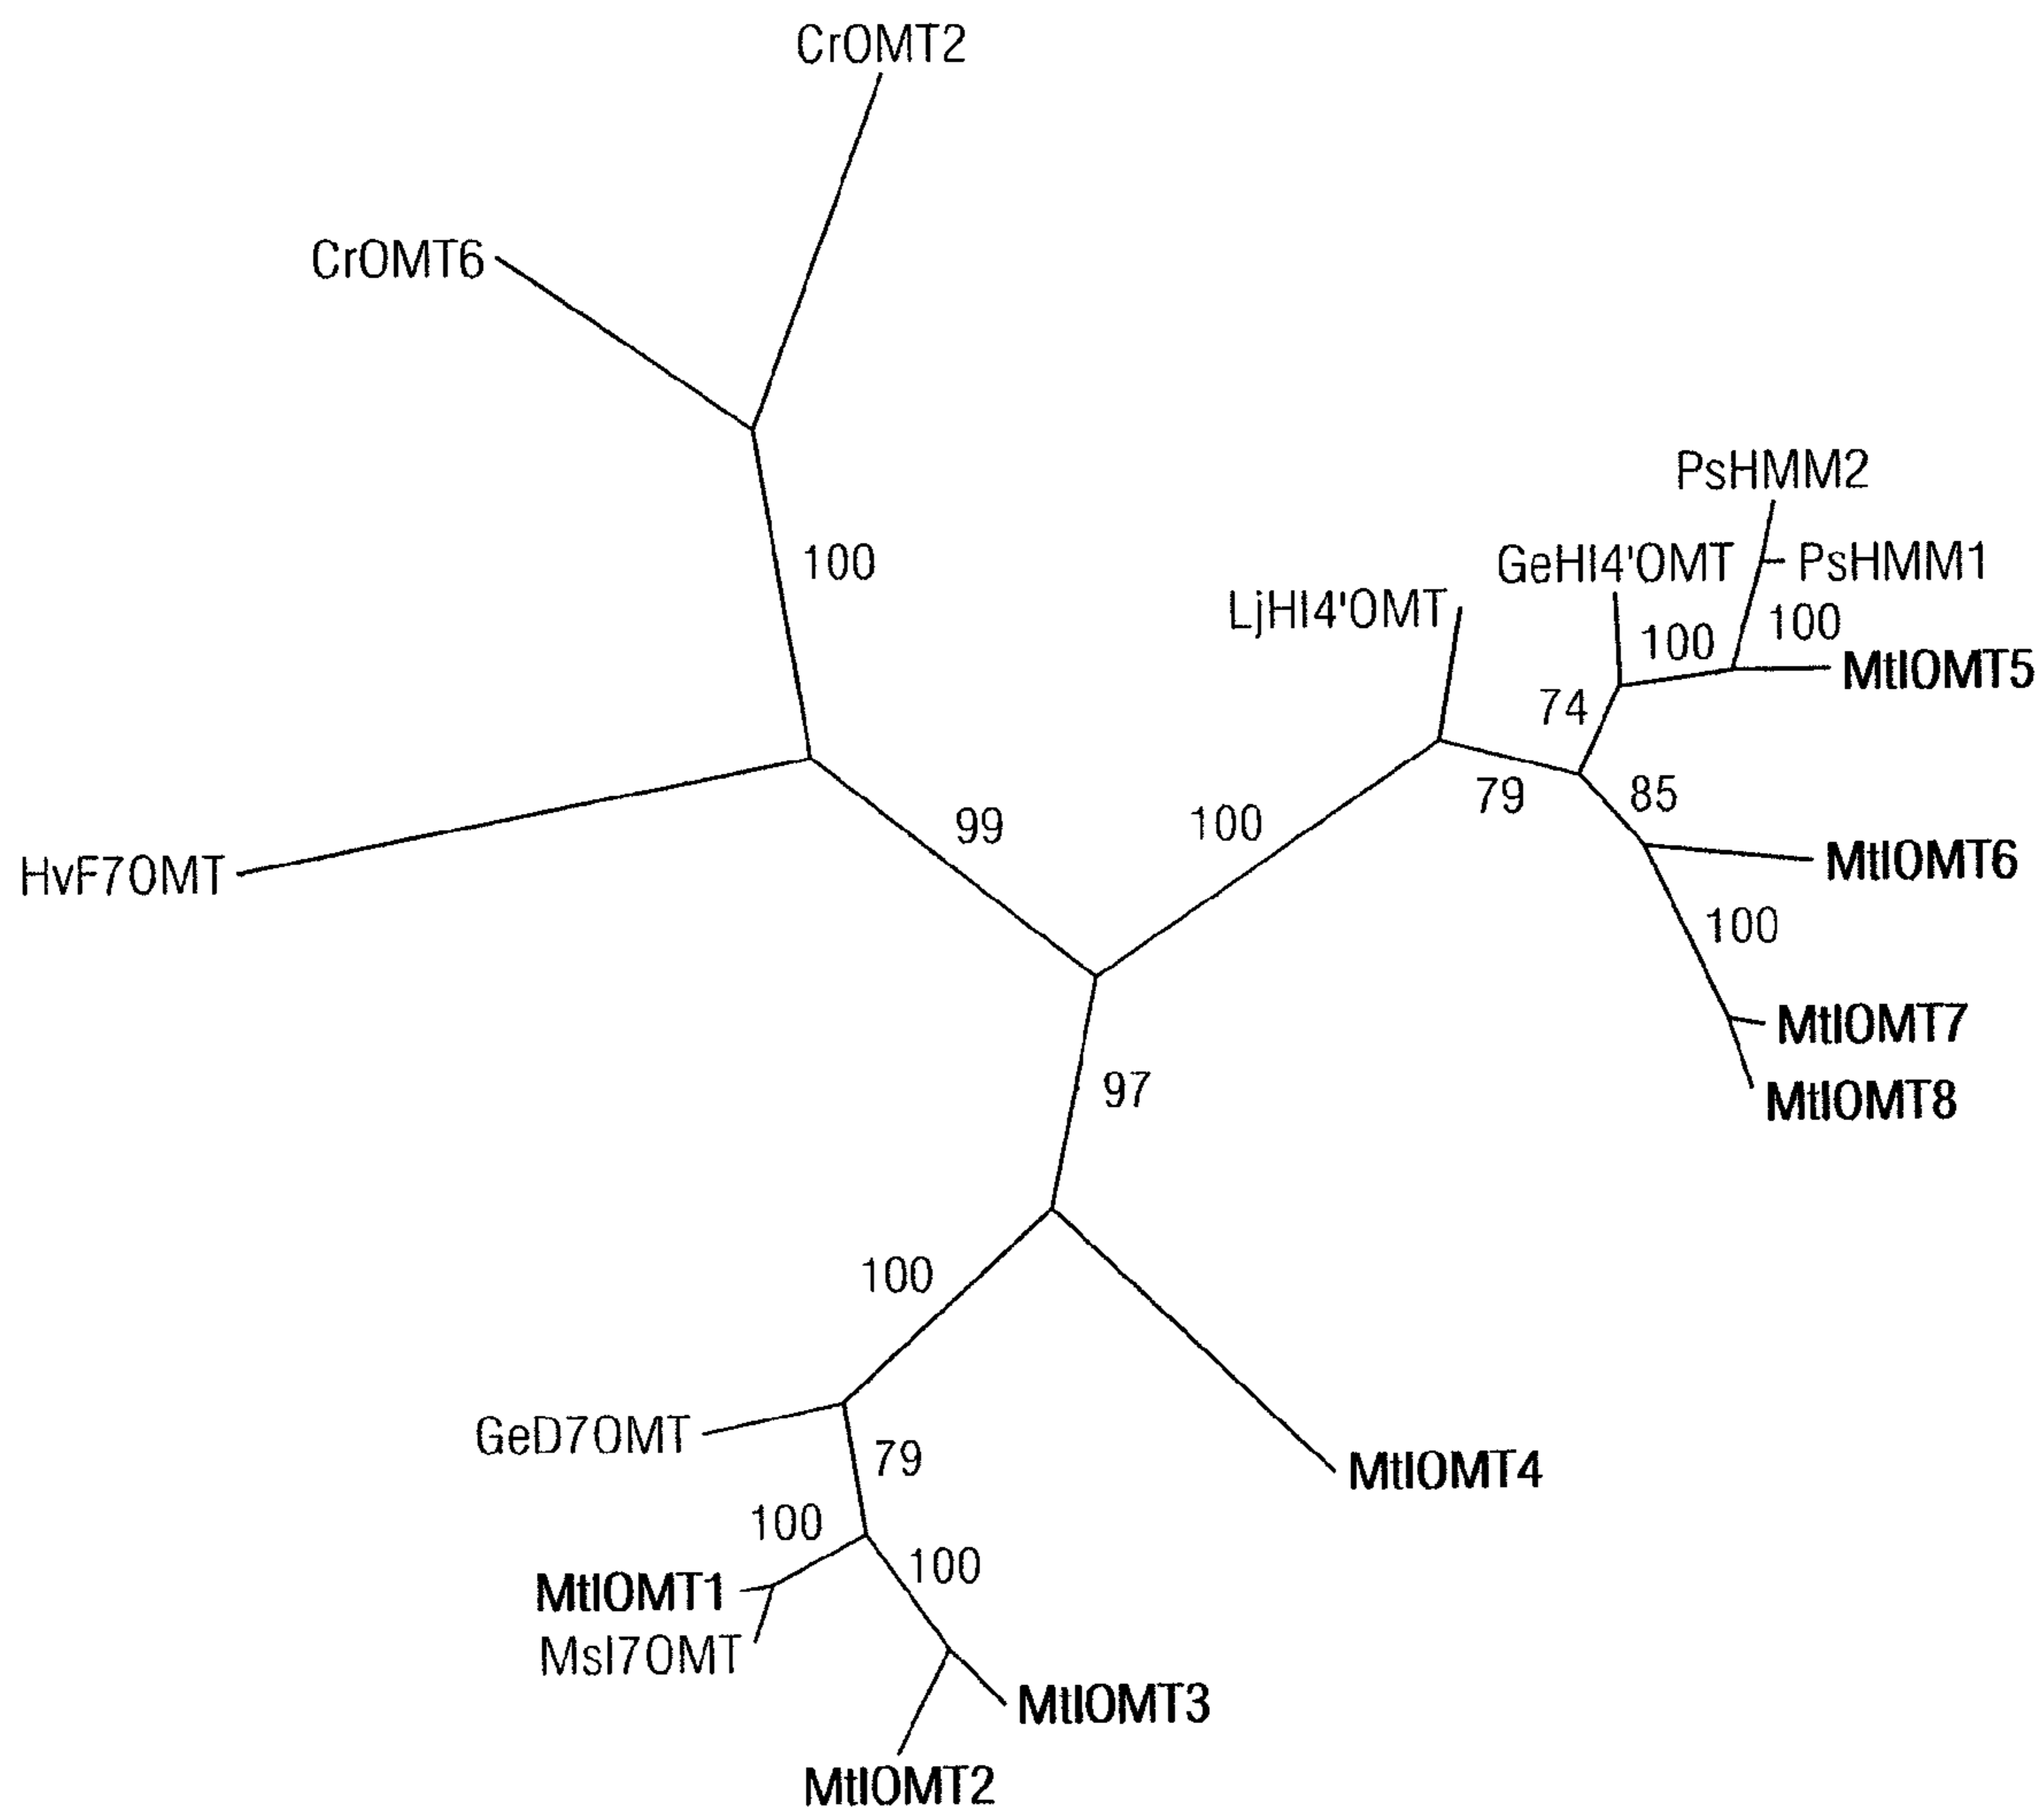 CrOMT2
CrOMT6
PsHMM2
100
GeHI4'OMT
PsHMM1
LjHI4'OMT
100
100
MtIOMT5
74
79
85
99
100
HvF7OMT
MtIOMT6
100
MtIOMT7
97
MtIOMT8
100
GeD7OMT
79
MtIOMT4
100
100
MtIOMT1
MsI7OMT
MtIOMT3
MtIOMT2